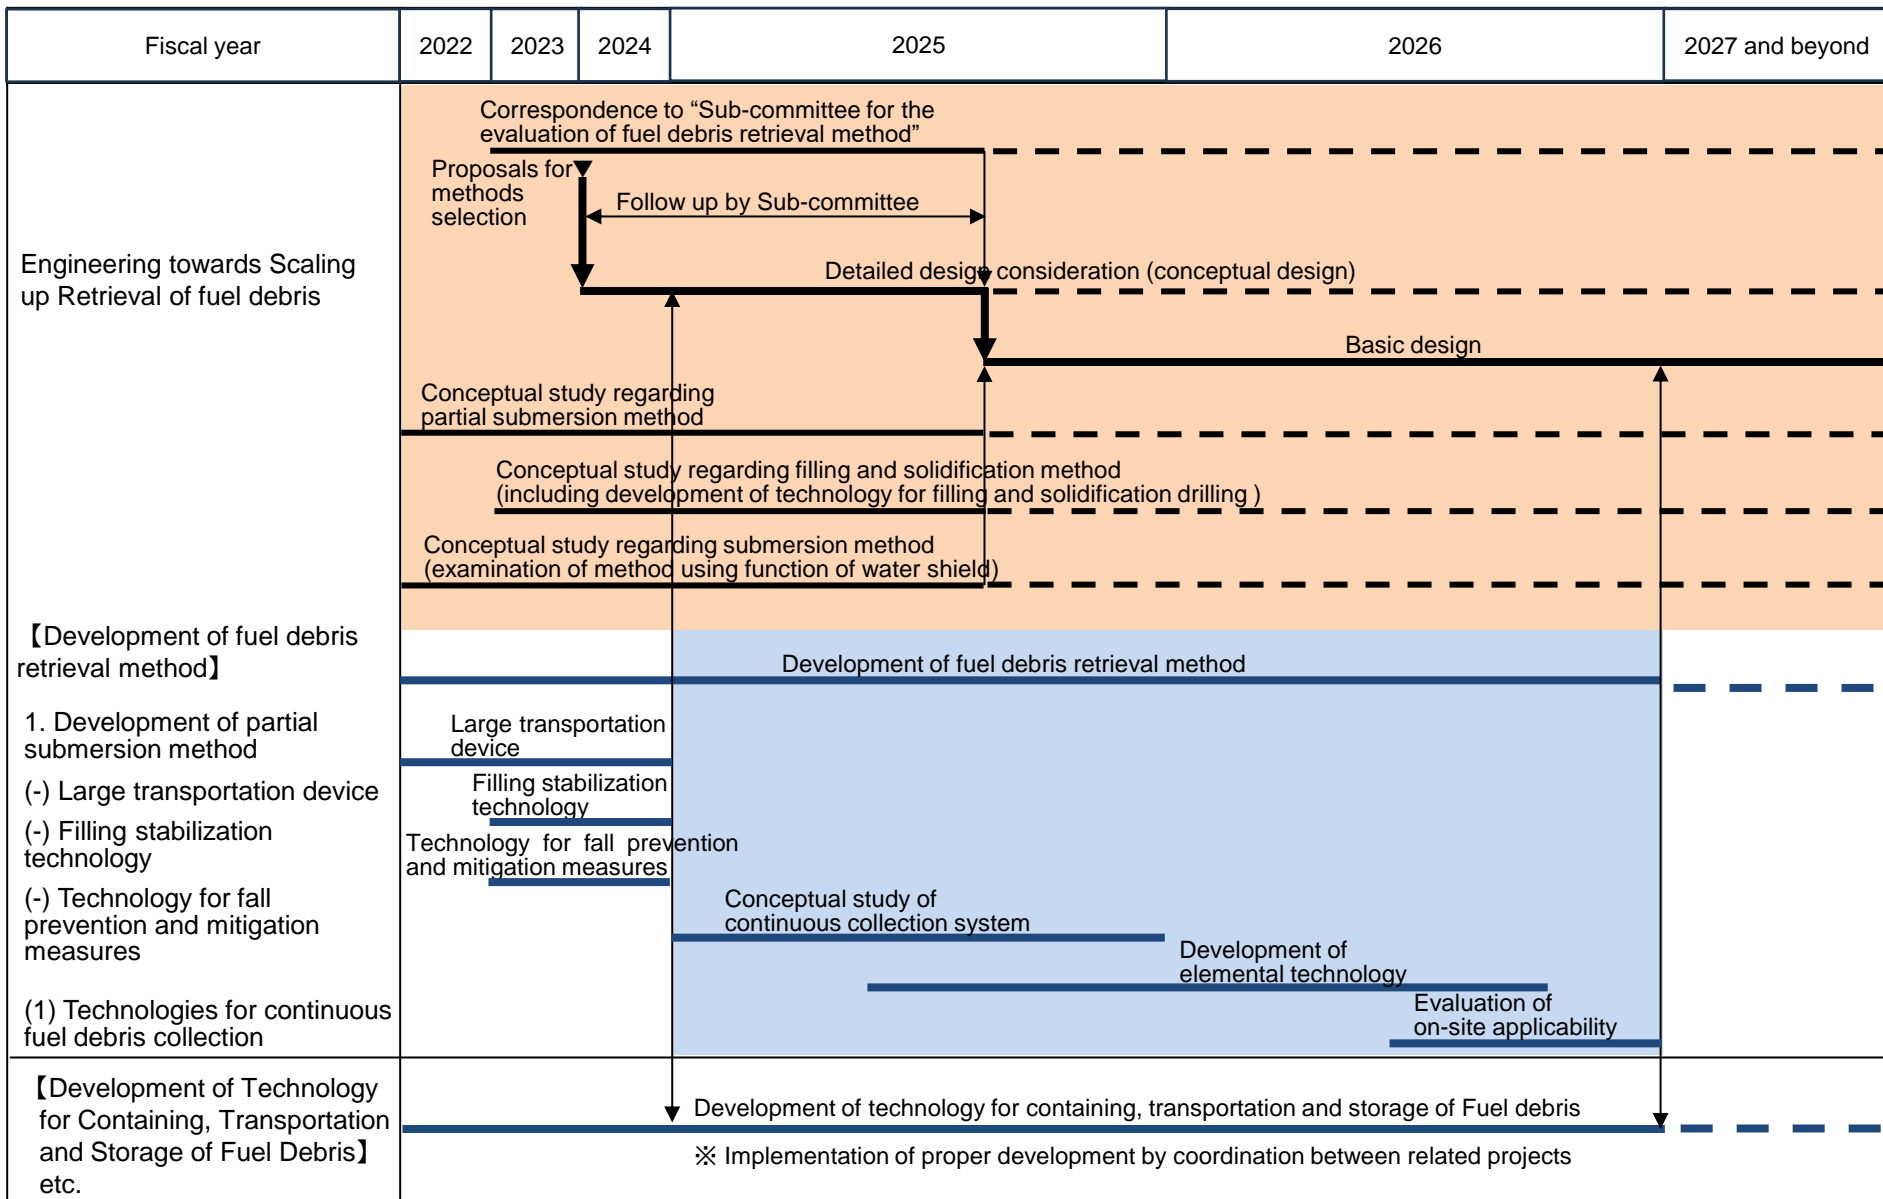 Fiscal year
2022
2023
2024
2025
2026
2027 and beyond
Engineering towards Scaling
up Retrieval of fuel debris
Correspondence to “Sub-committee for the
evaluation of fuel debris retrieval method”
Proposals for
methods
selection
Follow up by Sub-committee
Detailed design consideration (conceptual design)
Basic design
Conceptual study regarding
partial submersion method
Conceptual study regarding filling and solidification method
(including development of technology for filling and solidification drilling )
Conceptual study regarding submersion method
(examination of method using function of water shield)
【Development of fuel debris
retrieval method】
Development of fuel debris retrieval method
1. Development of partial
submersion method
(-) Large transportation device
(-) Filling stabilization
technology
(-) Technology for fall
prevention and mitigation
measures
(1) Technologies for continuous
fuel debris collection
Large transportation
device
Filling stabilization
technology
Technology for fall prevention
and mitigation measures
Conceptual study of
continuous collection system
Development of
elemental technology
Evaluation of
on-site applicability
【Development of Technology
for Containing, Transportation
and Storage of Fuel Debris】
etc.
Development of technology for containing, transportation and storage of Fuel debris
※ Implementation of proper development by coordination between related projects